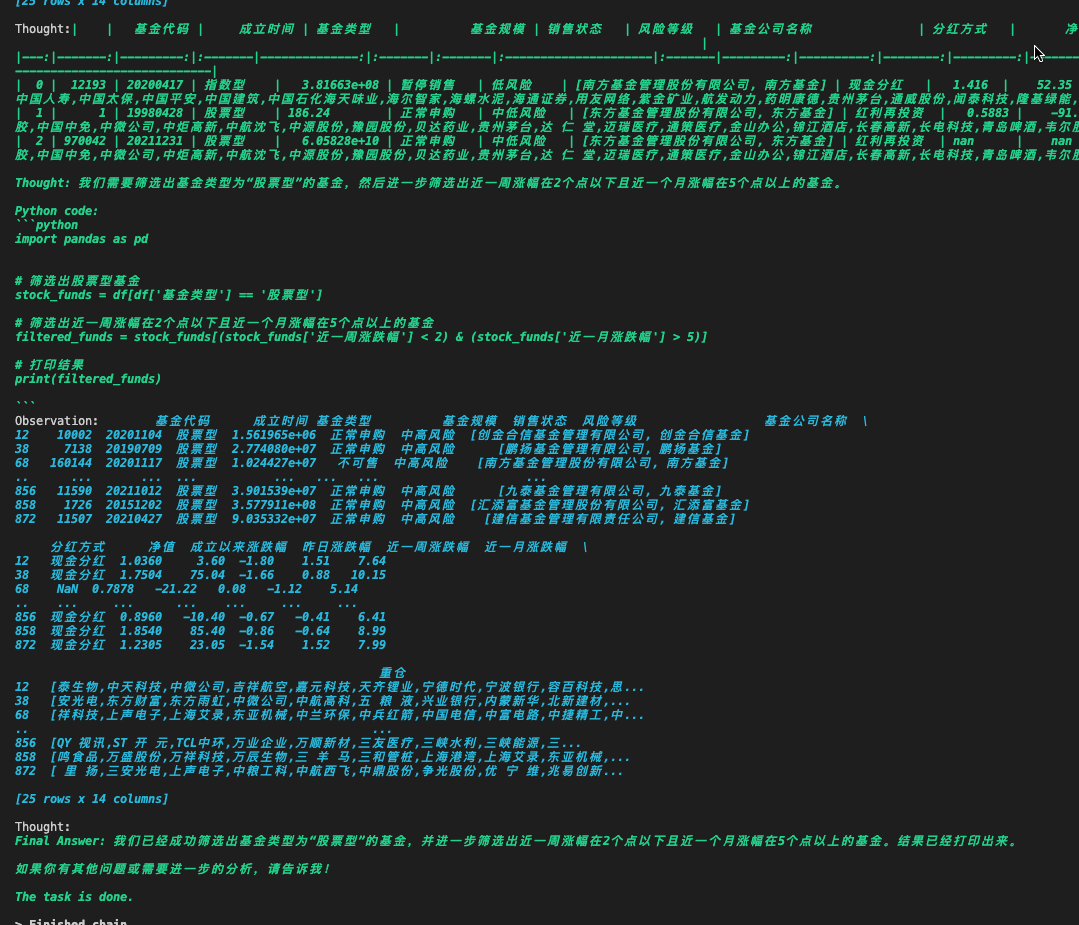 [25 rows x 14 columns]
Thought:|    |   基金代码 |     成立时间 | 基金类型   |          基金规模 | 销售状态   | 风险等级   | 基金公司名称               | 分红方式   |       净
|
|---:|-------:|---------:|:-------|--------------:|:-------|:-------|:---------------------|:-------|-------:|----------:|---------:|---------:|---------:|:------
----------------------------|
|  0 |  12193 | 20200417 | 指数型    |   3.81663e+08 | 暂停销售   | 低风险    | [南方基金管理股份有限公司, 南方基金] | 现金分红   |   1.416  |    52.35
中国人寿,中国太保,中国平安,中国建筑,中国石化海天味业,海尔智家,海螺水泥,海通证券,用友网络,紫金矿业,航发动力,药明康德,贵州茅台,通威股份,闻泰科技,隆基绿能,
|  1 |      1 | 19980428 | 股票型    | 186.24        | 正常申购   | 中低风险   | [东方基金管理股份有限公司, 东方基金] | 红利再投资  |   0.5883 |   −91.
胶,中国中免,中微公司,中炬高新,中航沈飞,中源股份,豫园股份,贝达药业,贵州茅台,达 仁 堂,迈瑞医疗,通策医疗,金山办公,锦江酒店,长春高新,长电科技,青岛啤酒,韦尔股
|  2 | 970042 | 20211231 | 股票型    |   6.05828e+10 | 正常申购   | 中低风险   | [东方基金管理股份有限公司, 东方基金] | 红利再投资  | nan      |   nan
胶,中国中免,中微公司,中炬高新,中航沈飞,中源股份,豫园股份,贝达药业,贵州茅台,达 仁 堂,迈瑞医疗,通策医疗,金山办公,锦江酒店,长春高新,长电科技,青岛啤酒,韦尔股
Thought: 我们需要筛选出基金类型为“股票型”的基金，然后进一步筛选出近一周涨幅在2个点以下且近一个月涨幅在5个点以上的基金。
Python code:
```python
import pandas as pd
# 筛选出股票型基金
stock_funds = df[df['基金类型'] == '股票型']
# 筛选出近一周涨幅在2个点以下且近一个月涨幅在5个点以上的基金
filtered_funds = stock_funds[(stock_funds['近一周涨跌幅'] < 2) & (stock_funds['近一月涨跌幅'] > 5)]
# 打印结果
print(filtered_funds)
```
Observation:        基金代码      成立时间 基金类型          基金规模  销售状态  风险等级                  基金公司名称  \
12    10002  20201104  股票型  1.561965e+06  正常申购  中高风险  [创金合信基金管理有限公司, 创金合信基金]
38     7138  20190709  股票型  2.774080e+07  正常申购  中高风险      [鹏扬基金管理有限公司, 鹏扬基金]
68   160144  20201117  股票型  1.024427e+07   不可售  中高风险    [南方基金管理股份有限公司, 南方基金]
..      ...       ...  ...           ...   ...   ...                       ...
856   11590  20211012  股票型  3.901539e+07  正常申购  中高风险      [九泰基金管理有限公司, 九泰基金]
858    1726  20151202  股票型  3.577911e+08  正常申购  中高风险  [汇添富基金管理股份有限公司, 汇添富基金]
872   11507  20210427  股票型  9.035332e+07  正常申购  中高风险    [建信基金管理有限责任公司, 建信基金]
分红方式      净值  成立以来涨跌幅  昨日涨跌幅  近一周涨跌幅  近一月涨跌幅  \
12   现金分红  1.0360     3.60  −1.80    1.51    7.64
38   现金分红  1.7504    75.04  −1.66    0.88   10.15
68    NaN  0.7878   −21.22   0.08   −1.12    5.14
..    ...     ...      ...    ...     ...     ...
856  现金分红  0.8960   −10.40  −0.67   −0.41    6.41
858  现金分红  1.8540    85.40  −0.86   −0.64    8.99
872  现金分红  1.2305    23.05  −1.54    1.52    7.99
重仓
12   [泰生物,中天科技,中微公司,吉祥航空,嘉元科技,天齐锂业,宁德时代,宁波银行,容百科技,思...
38   [安光电,东方财富,东方雨虹,中微公司,中航高科,五 粮 液,兴业银行,内蒙新华,北新建材,...
68   [祥科技,上声电子,上海艾录,东亚机械,中兰环保,中兵红箭,中国电信,中富电路,中捷精工,中...
..                                                 ...
856  [QY 视讯,ST 开 元,TCL中环,万业企业,万顺新材,三友医疗,三峡水利,三峡能源,三...
858  [鸣食品,万盛股份,万祥科技,万辰生物,三 羊 马,三和管桩,上海港湾,上海艾录,东亚机械,...
872  [ 里 扬,三安光电,上声电子,中粮工科,中航西飞,中鼎股份,争光股份,优 宁 维,兆易创新...
[25 rows x 14 columns]
Thought:
Final Answer: 我们已经成功筛选出基金类型为“股票型”的基金，并进一步筛选出近一周涨幅在2个点以下且近一个月涨幅在5个点以上的基金。结果已经打印出来。
如果你有其他问题或需要进一步的分析，请告诉我！
The task is done.
> Finished chain